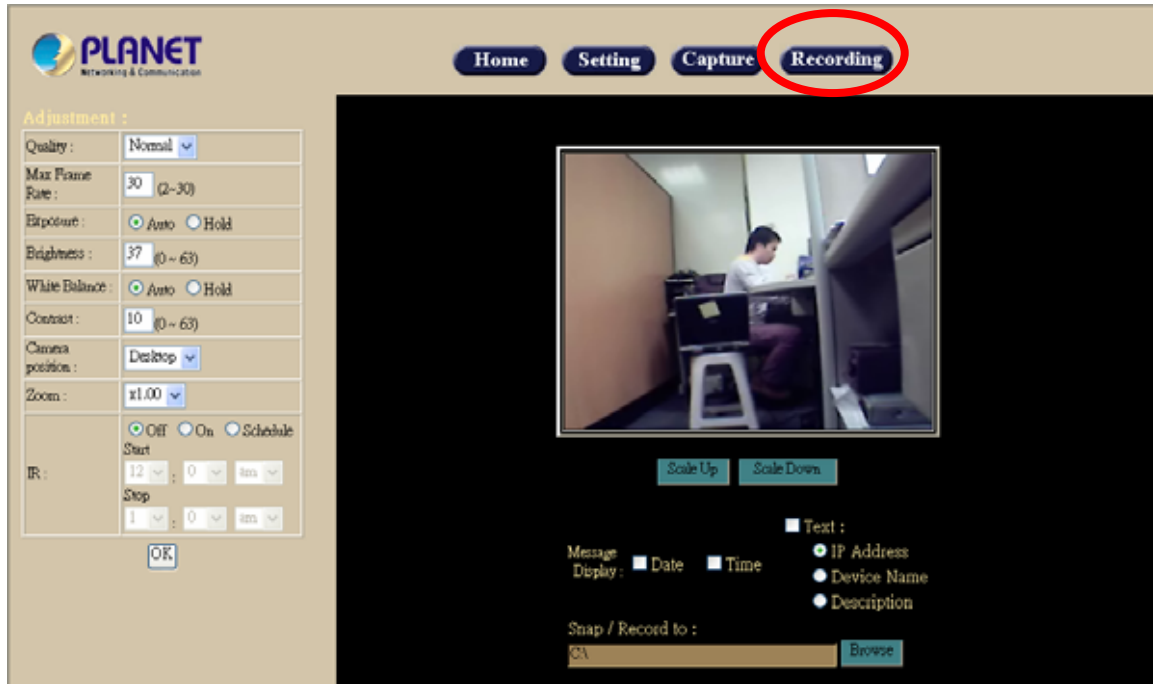 PLANET
Networking & Communication
Home Setting Capture Recording
Adjustment :
Quality : Normal
Max Frame
Rate : 30 (2~30)
Exposure : Auto Hold
Brightness : 37 (0 ~ 63)
White Balance : Auto Hold
Contrast : 10 (0 ~ 63)
Camera
position : Desktop
Zoom : x1.00
IR : Off On Schedule
Start
12 : 0 am
Stop
1 : 0 am
OK
Scale Up Scale Down
Text :
Message
Display : Date Time
IP Address
Device Name
Description
Snap / Record to :
C:\
Browse